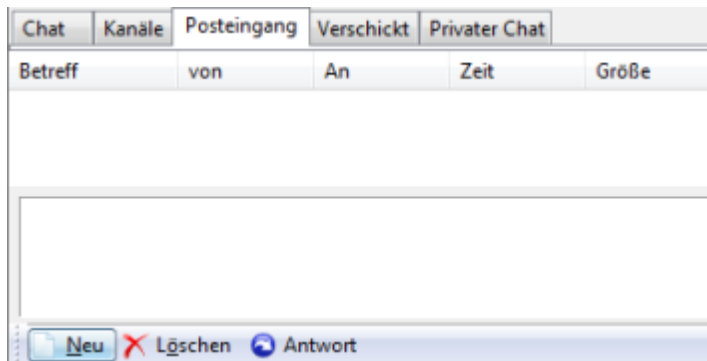 Chat Kanäle Posteingang Verschickt Privater Chat
Betreff von An Zeit Größe
Neu Löschen Antwort